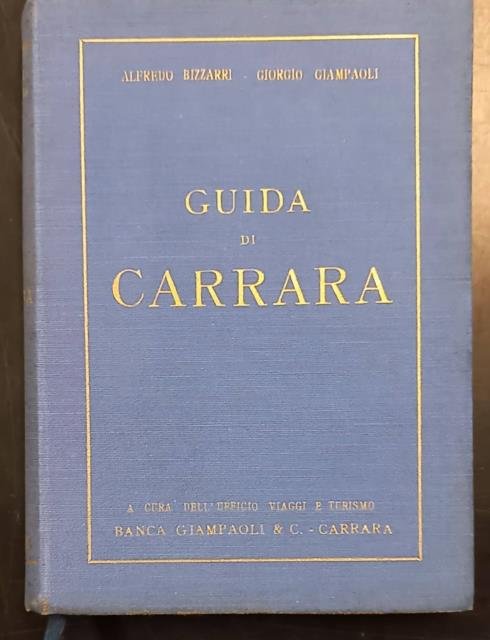 ALFREDO BIZZARRI - GIORGIO GIAMPAOLI
GUIDA
DI
CARRARA
A CURA DELL'UFFICIO VIAGGI E TURISMO
BANCA GIAMPAOLI & C. - CARRARA